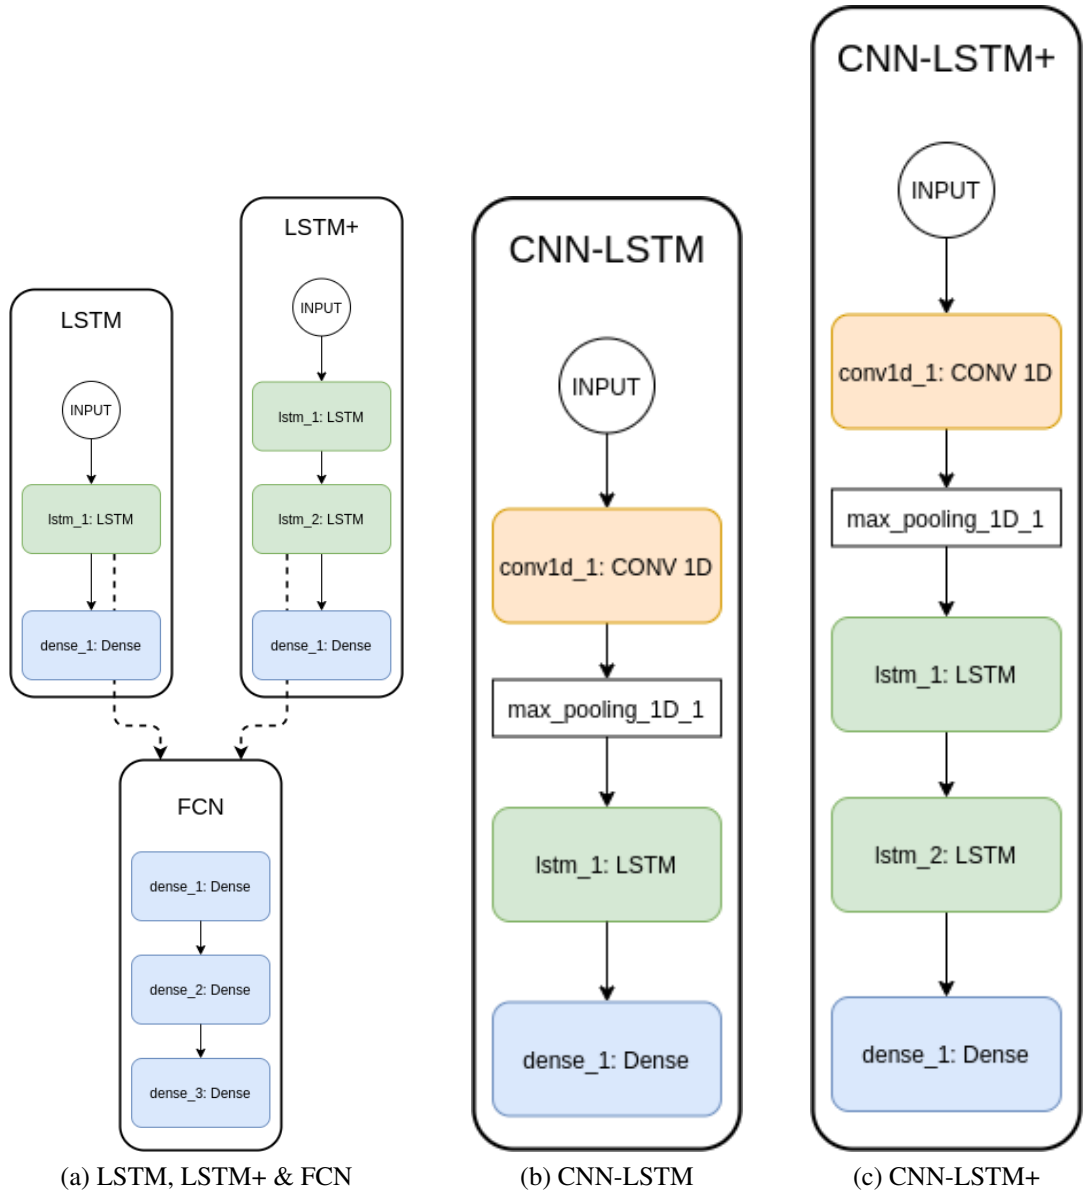 LSTM
INPUT
lstm_1: LSTM
dense_1: Dense
LSTM+
INPUT
lstm_1: LSTM
lstm_2: LSTM
dense_1: Dense
FCN
dense_1: Dense
dense_2: Dense
dense_3: Dense
(a) LSTM, LSTM+ & FCN
CNN-LSTM
INPUT
conv1d_1: CONV 1D
max_pooling_1D_1
lstm_1: LSTM
dense_1: Dense
(b) CNN-LSTM
CNN-LSTM+
INPUT
conv1d_1: CONV 1D
max_pooling_1D_1
lstm_1: LSTM
lstm_2: LSTM
dense_1: Dense
(c) CNN-LSTM+